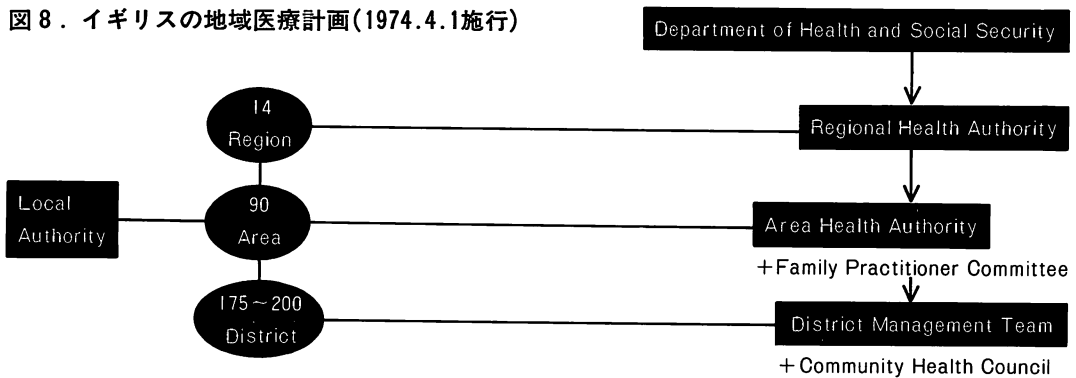 図8．イギリスの地域医療計画(1974.4.1施行)
Department of Health and Social Security
14
Region
Regional Health Authority
Local
Authority
90
Area
Area Health Authority
＋Family Practitioner Committee
175～200
District
District Management Team
＋Community Health Council